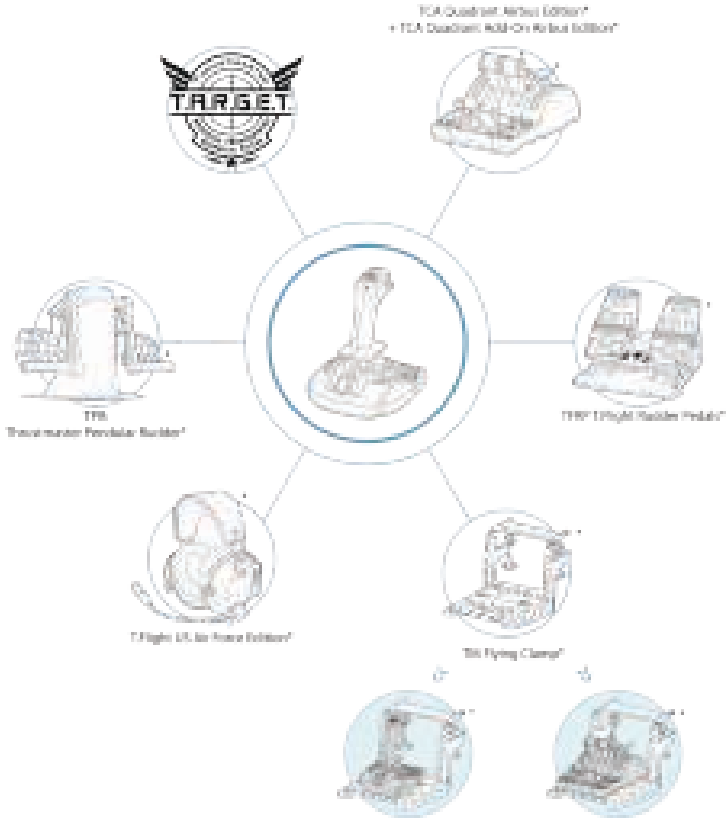 TCA Quadrant Airbus Edition*
+ TCA Quadrant Add-On Airbus Edition*
T.A.R.G.E.T
TPR
Thrustmaster Pendular Rudder*
TFRP T.Flight Rudder Pedals*
T.Flight US Air Force Edition*
TM Flying Clamp*